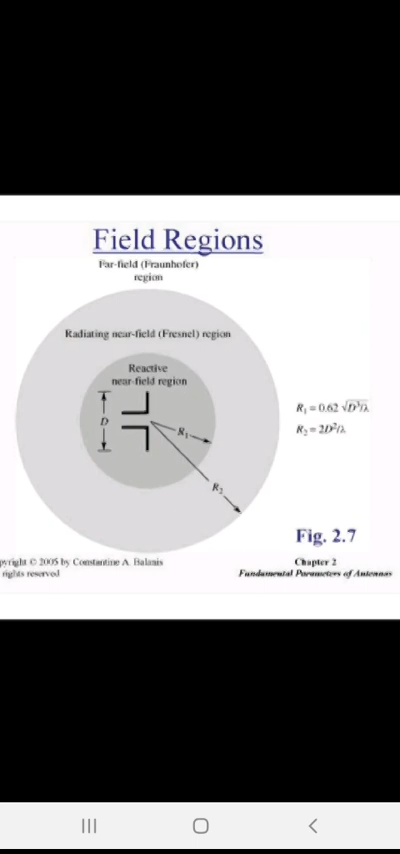 Field Regions
Far-field (Fraunhofer)
region
Radiating near-field (Fresnel) region
Reactive
near-field region
D
R₁
R₂
R₁ = 0.62 √D³/λ
R₂ = 2D²/λ
Fig. 2.7
pyright © 2005 by Constantine A. Balanis
rights reserved
Chapter 2
Fundamental Parameters of Antennas